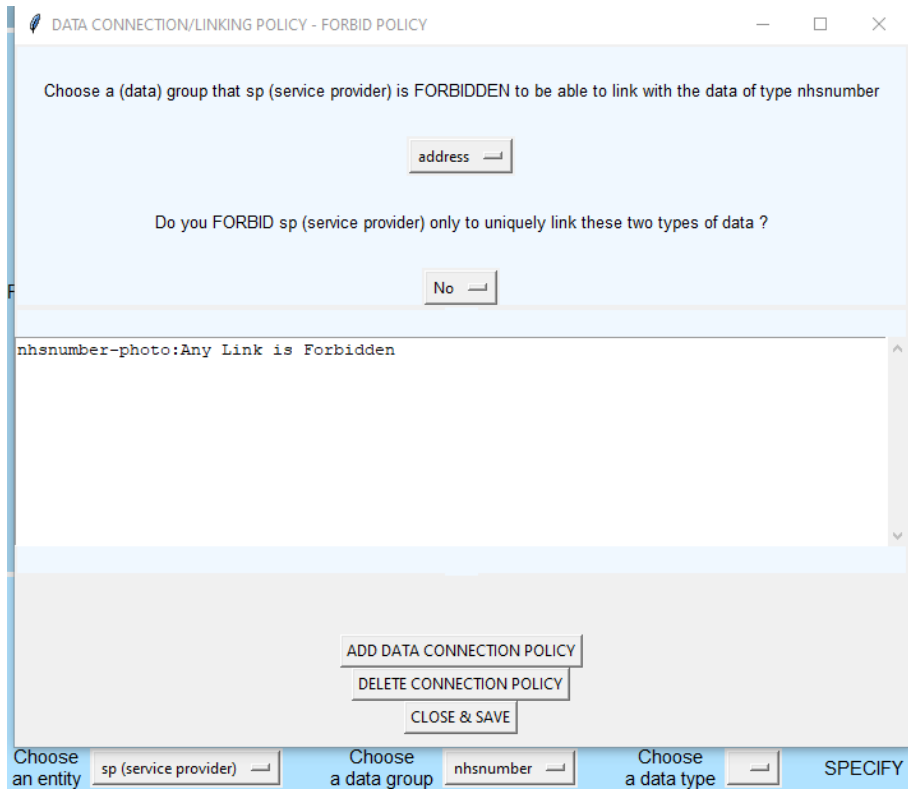 DATA CONNECTION/LINKING POLICY - FORBID POLICY
Choose a (data) group that sp (service provider) is FORBIDDEN to be able to link with the data of type nhsnumber
address
Do you FORBID sp (service provider) only to uniquely link these two types of data ?
No
nhsnumber-photo:Any Link is Forbidden
ADD DATA CONNECTION POLICY
DELETE CONNECTION POLICY
CLOSE & SAVE
Choose an entity
sp (service provider)
Choose a data group
nhsnumber
Choose a data type
SPECIFY